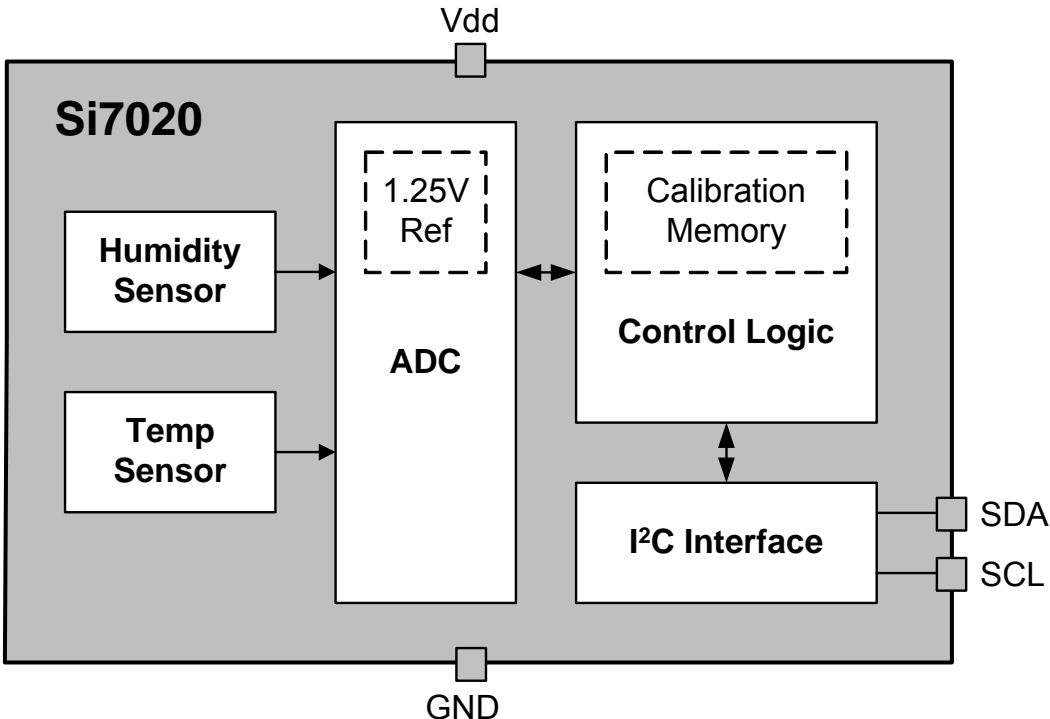 Vdd
Si7020
1.25V
Ref
Calibration
Memory
Humidity
Sensor
Control Logic
ADC
Temp
Sensor
I²C Interface
SDA
SCL
GND